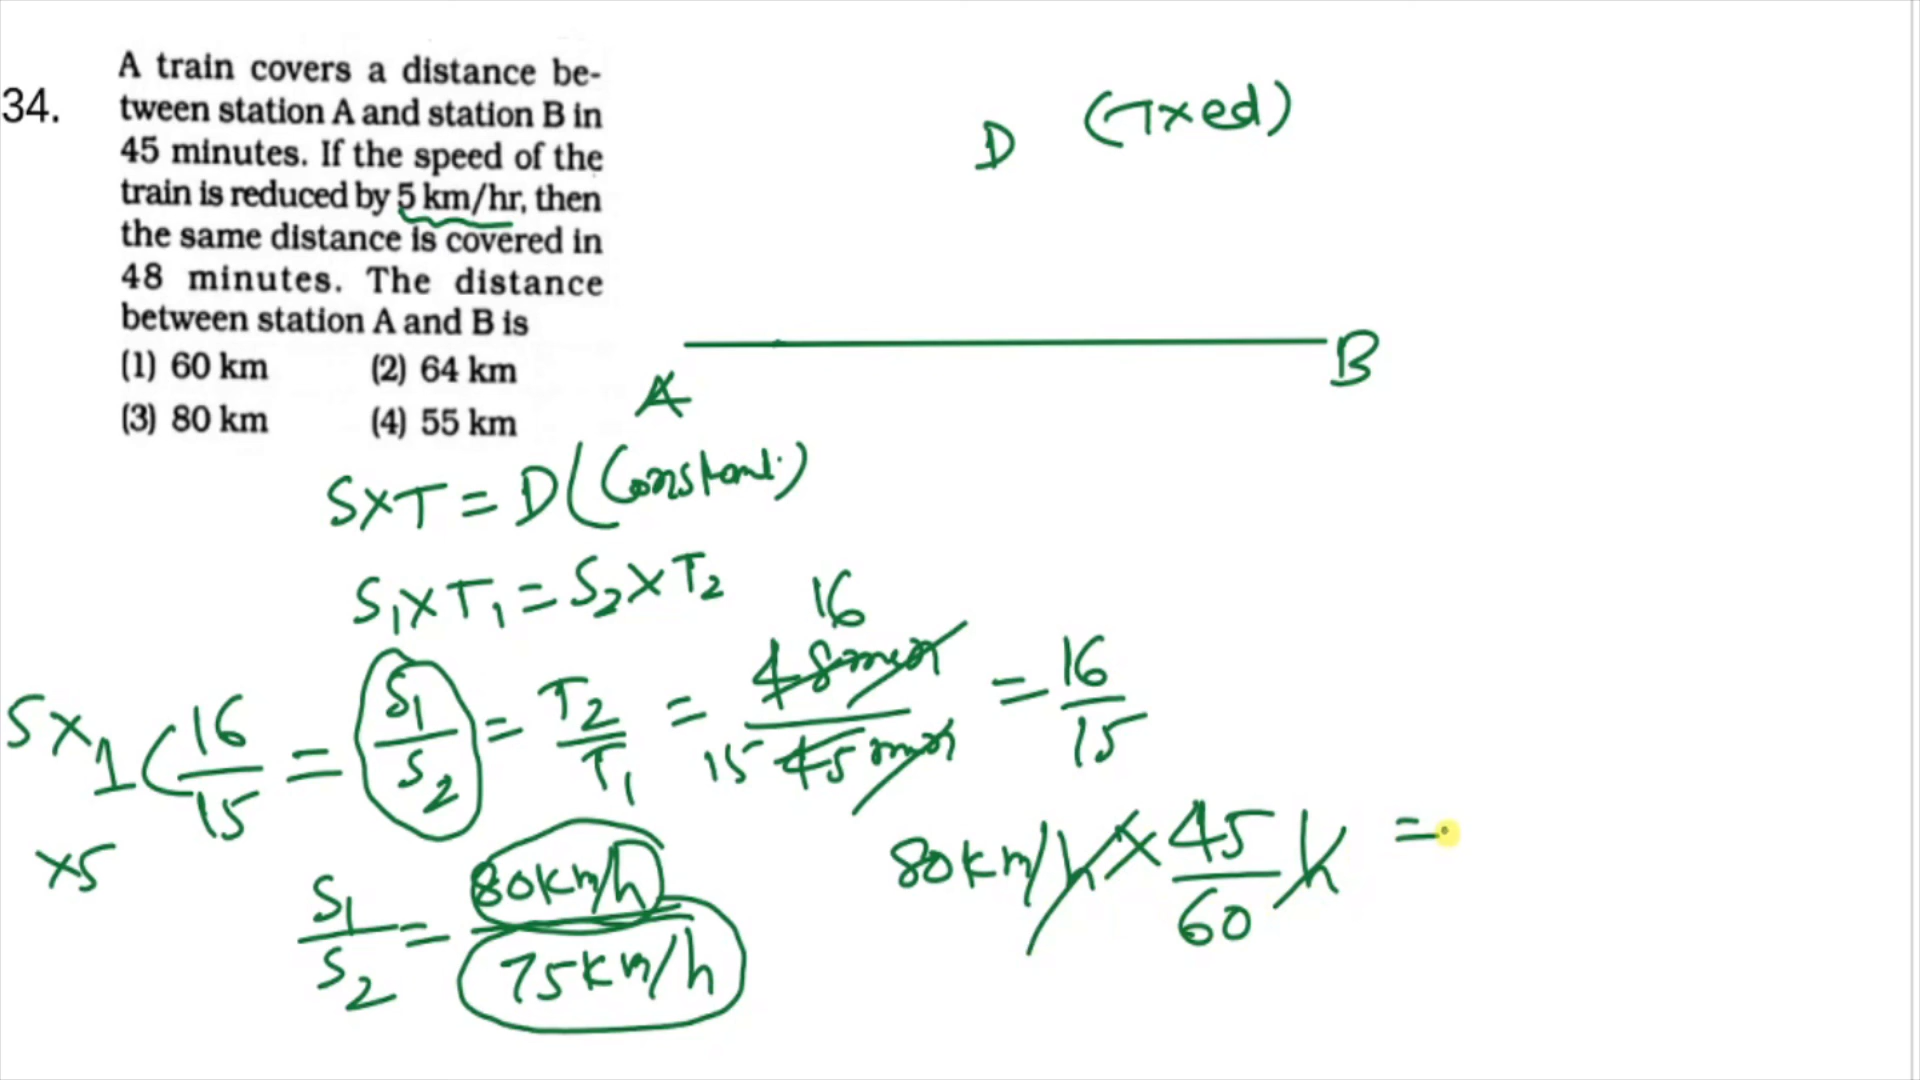 34.
A train covers a distance be-
tween station A and station B in
45 minutes. If the speed of the
train is reduced by 5 km/hr, then
the same distance is covered in
48 minutes. The distance
between station A and B is
(1) 60 km (2) 64 km
(3) 80 km (4) 55 km
D (Fixed)
A B
S×T = D (Constant)
S₁×T₁ = S₂×T₂
5×1 ( 16/15 = S₁/S₂ = T₂/T₁ = 48min/45min = 16/15
16
15
×5
S₁/S₂ = 80km/h / 75km/h
80km/h × 45/60 h =